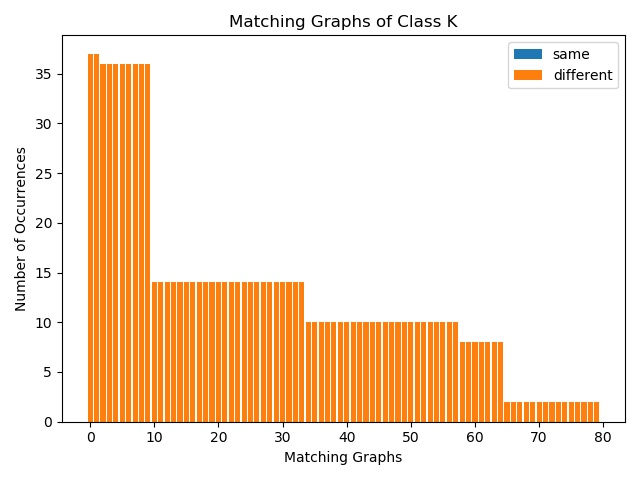 Matching Graphs of Class K
same
different
Number of Occurrences
35
30
25
20
15
10
5
0
0 10 20 30 40 50 60 70 80
Matching Graphs